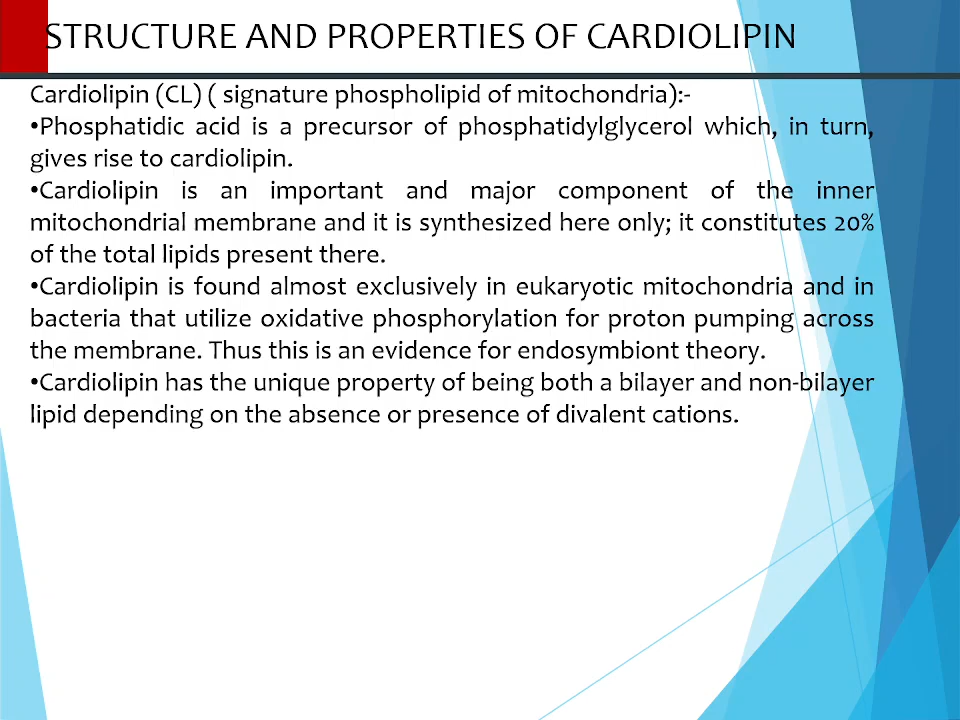 STRUCTURE AND PROPERTIES OF CARDIOLIPIN
Cardiolipin (CL) ( signature phospholipid of mitochondria):-
•Phosphatidic acid is a precursor of phosphatidylglycerol which, in turn,
gives rise to cardiolipin.
•Cardiolipin is an important and major component of the inner
mitochondrial membrane and it is synthesized here only; it constitutes 20%
of the total lipids present there.
•Cardiolipin is found almost exclusively in eukaryotic mitochondria and in
bacteria that utilize oxidative phosphorylation for proton pumping across
the membrane. Thus this is an evidence for endosymbiont theory.
•Cardiolipin has the unique property of being both a bilayer and non-bilayer
lipid depending on the absence or presence of divalent cations.